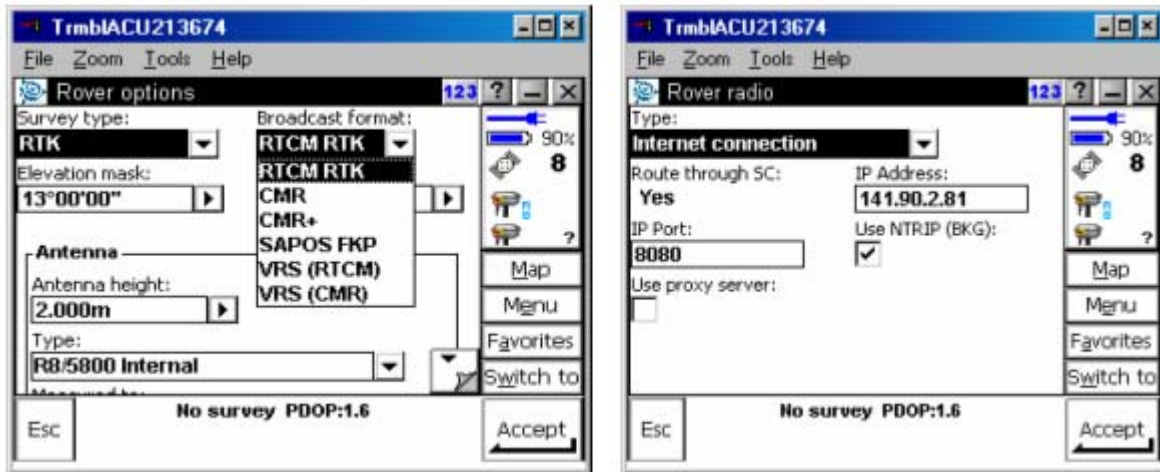 TrmblACU213674
File Zoom Tools Help
Rover options 123 ?
Survey type: Broadcast format:
RTK RTCM RTK
90%
RTCM RTK
CMR
CMR+
SAPOS FKP
VRS (RTCM)
VRS (CMR)
Elevation mask:
13°00'00"
8
?
Antenna
Antenna height:
2.000m
Type:
R8/5800 Internal
Measured to:
Map
Menu
Favorites
Switch to
Esc
No survey PDOP:1.6
Accept
TrmblACU213674
File Zoom Tools Help
Rover radio 123 ?
Type:
Internet connection
90%
Route through SC: IP Address:
Yes 141.90.2.81
8
IP Port: Use NTRIP (BKG):
8080
?
Use proxy server:
Map
Menu
Favorites
Switch to
Esc
No survey PDOP:1.6
Accept